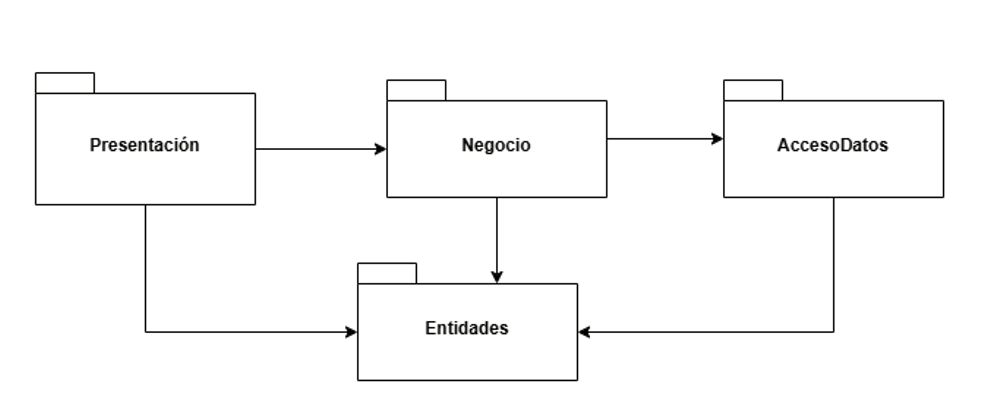 Presentación
Negocio
AccesoDatos
Entidades